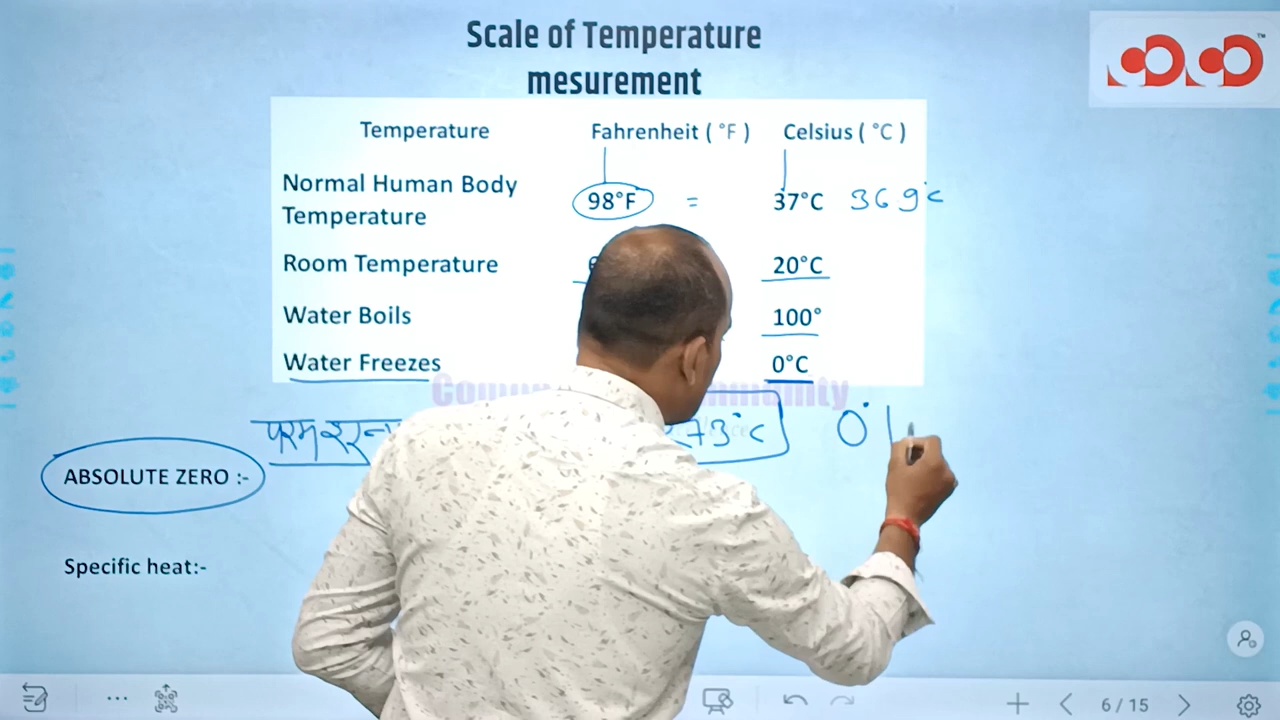 Scale of Temperature
mesurement
Temperature Fahrenheit ( °F ) Celsius ( °C )
Normal Human Body
Temperature
98°F = 37°C 36 9°c
Room Temperature 20°C
Water Boils 100°
Water Freezes 0°C
73°c 0°
ABSOLUTE ZERO :-
Specific heat:-
6 / 15